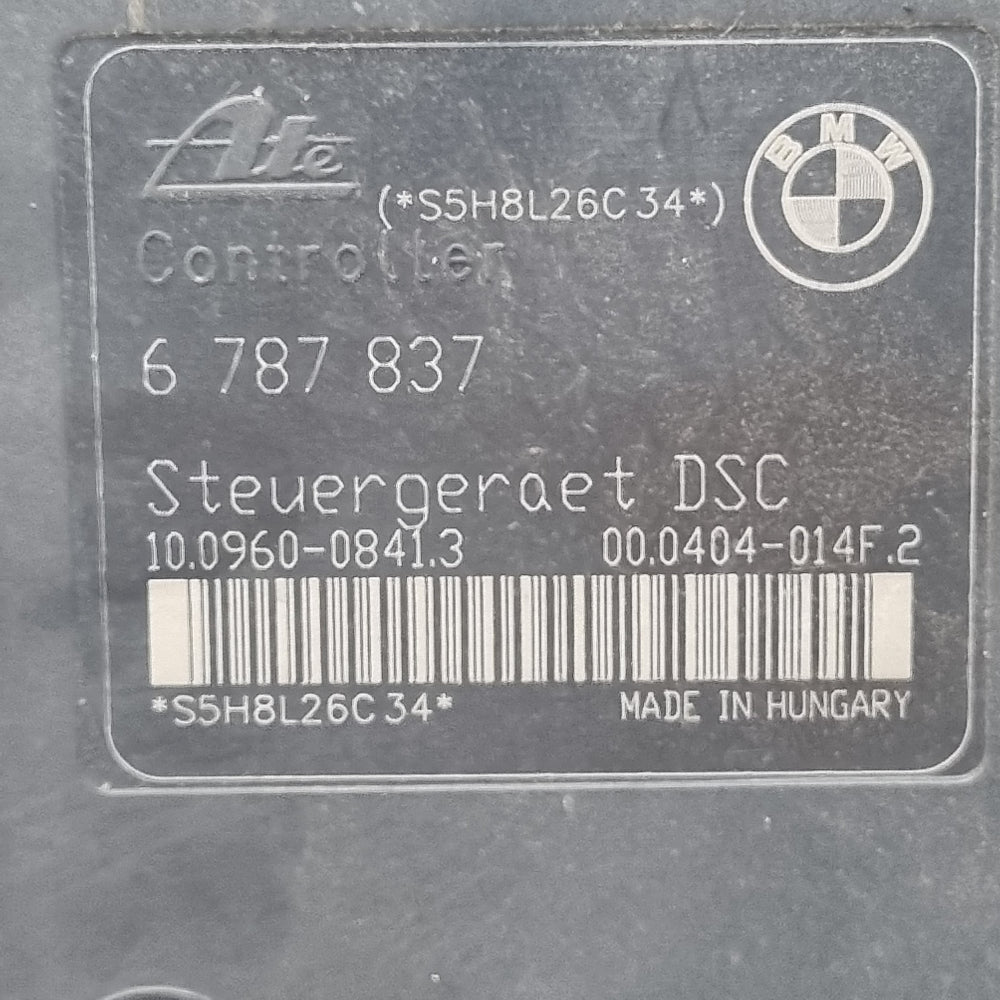 Ate
BMW
(*S5H8L26C34*)
Controller
6 787 837
Steuergeraet DSC
10.0960-0841.3 00.0404-014F.2
*S5H8L26C34* MADE IN HUNGARY